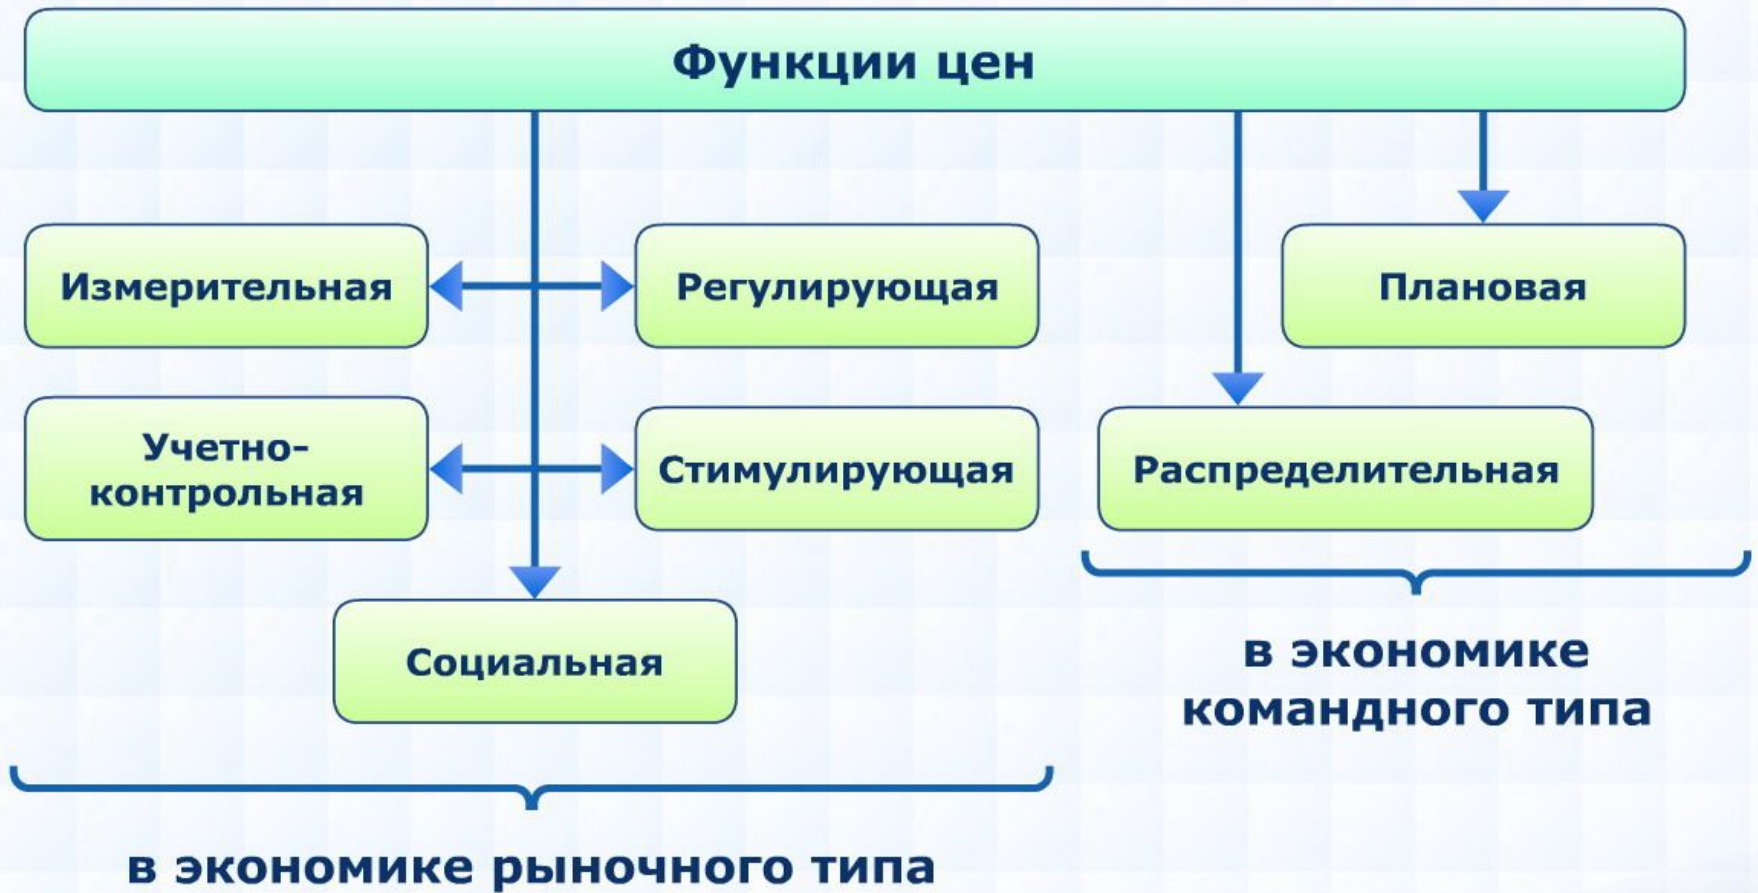 Функции цен
Измерительная
Регулирующая
Плановая
Учетно-
контрольная
Стимулирующая
Распределительная
Социальная
в экономике
командного типа
в экономике рыночного типа